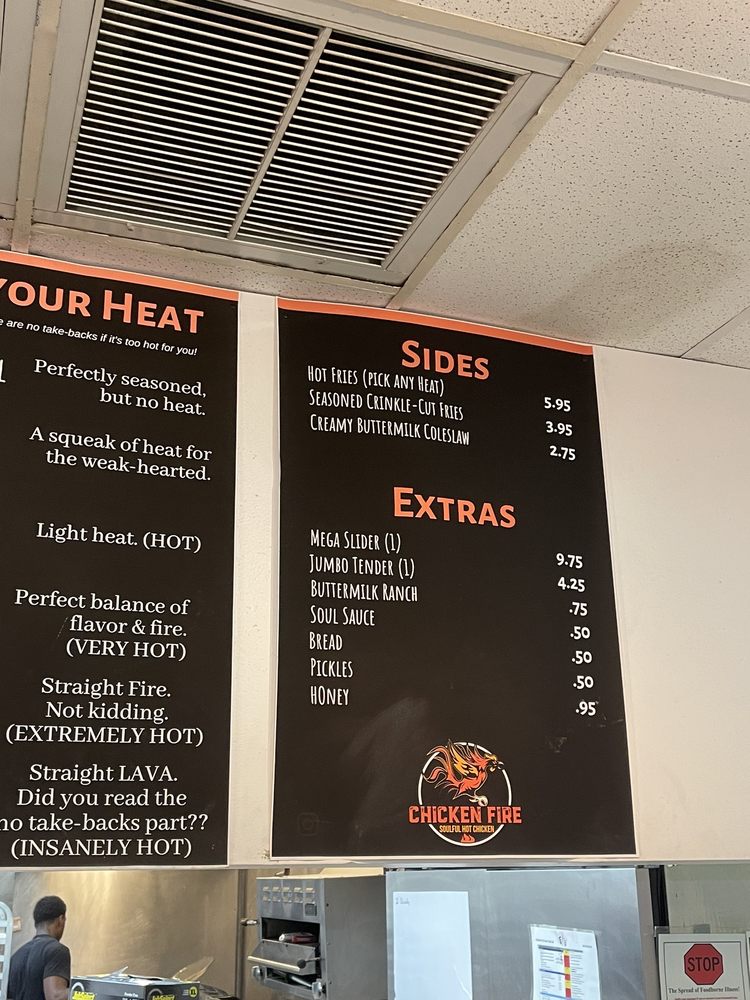 YOUR HEAT
e are no take-backs if it's too hot for you!
Perfectly seasoned,
but no heat.
A squeak of heat for
the weak-hearted.
Light heat. (HOT)
Perfect balance of
flavor & fire.
(VERY HOT)
Straight Fire.
Not kidding.
(EXTREMELY HOT)
Straight LAVA.
Did you read the
no take-backs part??
(INSANELY HOT)
SIDES
HOT FRIES (PICK ANY HEAT) 5.95
SEASONED CRINKLE-CUT FRIES 3.95
CREAMY BUTTERMILK COLESLAW 2.75
EXTRAS
MEGA SLIDER (1) 9.75
JUMBO TENDER (1) 4.25
BUTTERMILK RANCH .75
SOUL SAUCE .50
BREAD .50
PICKLES .50
HONEY .95
CHICKEN FIRE
SOULFUL HOT CHICKEN
STOP
The Spread of Foodborne Illness!